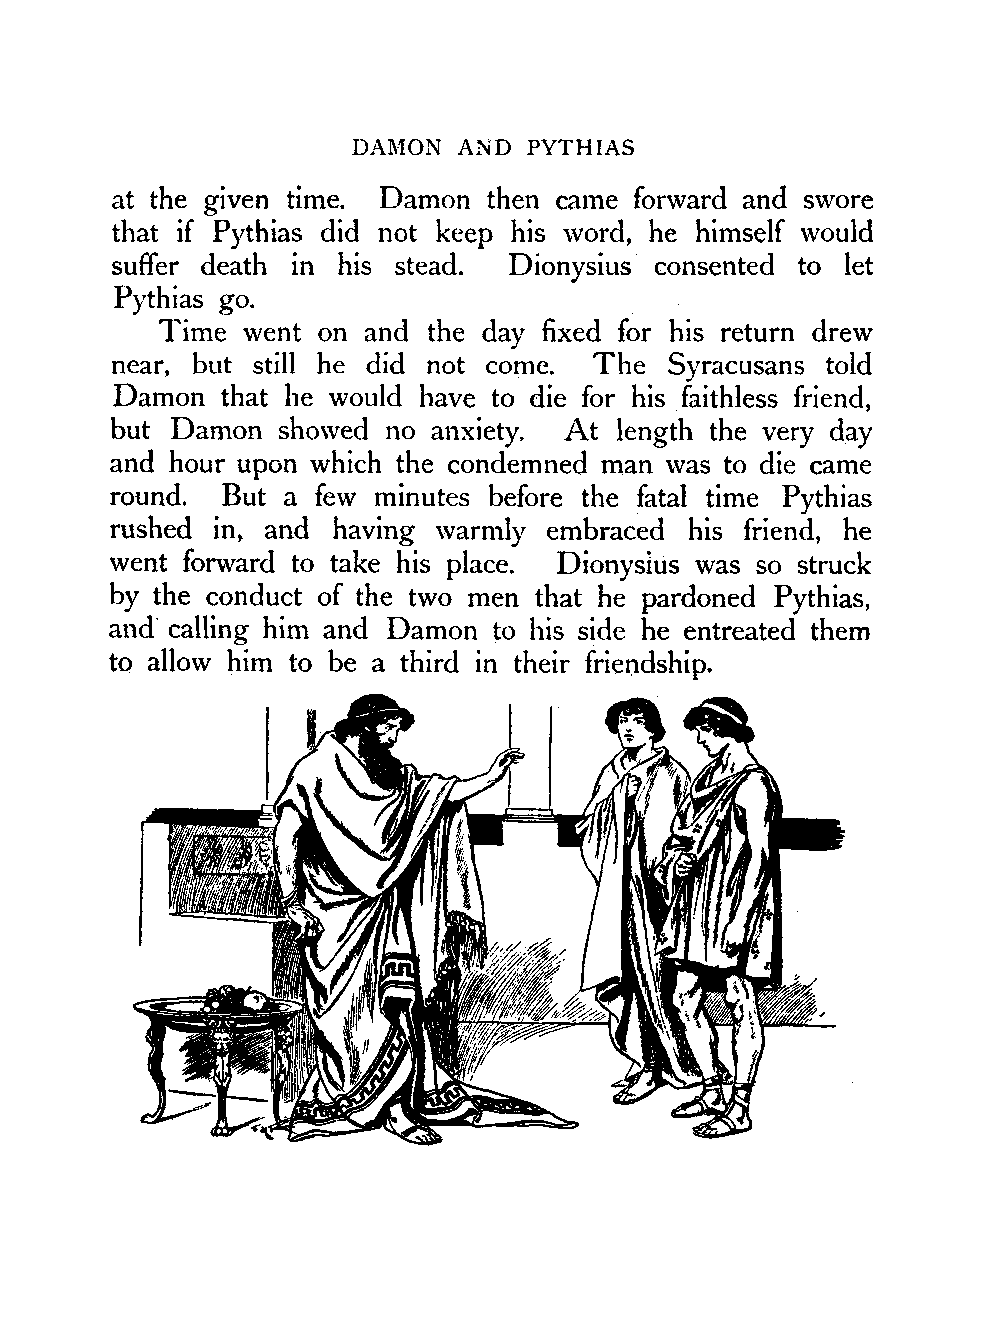 DAMON AND PYTHIAS
at the given time. Damon then came forward and swore
that if Pythias did not keep his word, he himself would
suffer death in his stead. Dionysius consented to let
Pythias go.
Time went on and the day fixed for his return drew
near, but still he did not come. The Syracusans told
Damon that he would have to die for his faithless friend,
but Damon showed no anxiety. At length the very day
and hour upon which the condemned man was to die came
round. But a few minutes before the fatal time Pythias
rushed in, and having warmly embraced his friend, he
went forward to take his place. Dionysius was so struck
by the conduct of the two men that he pardoned Pythias,
and calling him and Damon to his side he entreated them
to allow him to be a third in their friendship.